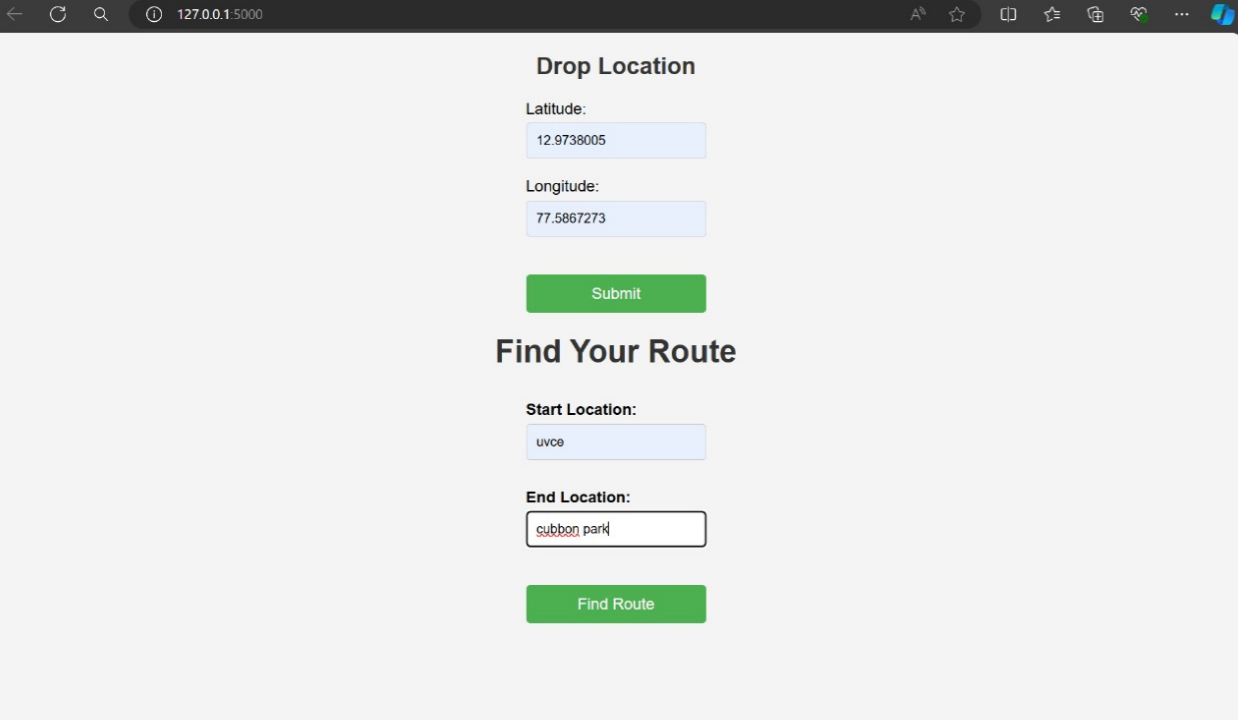 127.0.0.1:5000
Drop Location
Latitude:
12.9738005
Longitude:
77.5867273
Submit
Find Your Route
Start Location:
uvce
End Location:
cubbon park
Find Route